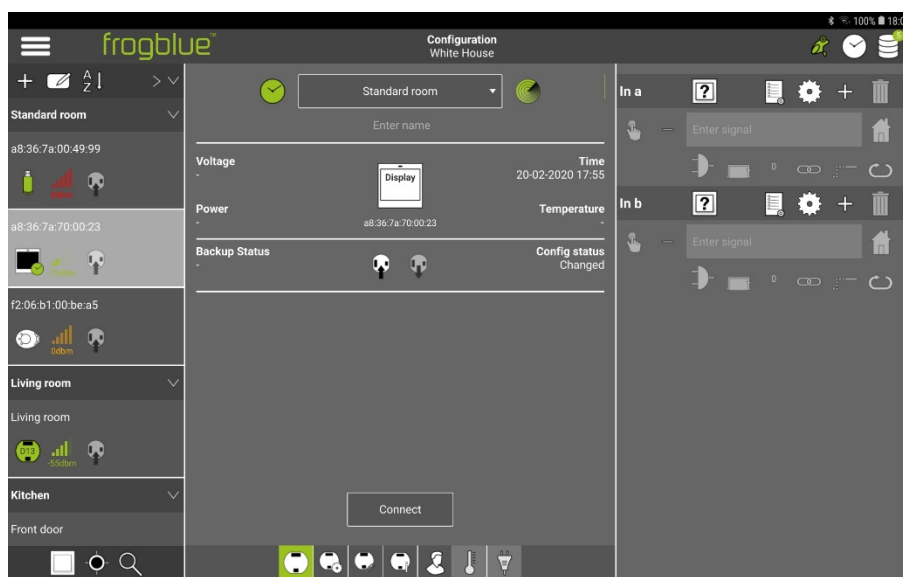 100% 18:0
frogblue™
Configuration
White House
5
A
Z
Standard room
a8:36:7a:00:49:99
a8:36:7a:70:00:23
f2:06:b1:00:be:a5
0dbm
Living room
Living room
D13
-55dbm
Kitchen
Front door
Standard room
Enter name
Voltage
-
Display
Time
20-02-2020 17:55
Power
-
a8:36:7a:70:00:23
Temperature
-
Backup Status
-
Config status
Changed
Connect
In a
?
Enter signal
0
In b
?
Enter signal
0